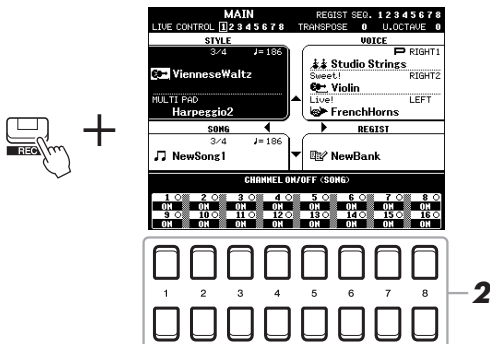 MAIN
REGIST SEQ. 1 2 3 4 5 6 7 8
LIVE CONTROL 1 2 3 4 5 6 7 8
TRANSPOSE 0
U.OCTAVE 0
STYLE
3/4 ♩=186
VienneseWaltz
MULTI PAD
Harpeggio2
VOICE
RIGHT1
Studio Strings
Sweet! RIGHT2
Violin
Live! LEFT
FrenchHorns
SONG
3/4 ♩=186
NewSong1
REGIST
NewBank
CHANNEL ON/OFF (SONG)
1 2 3 4 5 6 7 8
ON ON ON ON ON ON ON ON
9 10 11 12 13 14 15 16
ON ON ON ON ON ON ON ON
REC
+
1 2 3 4 5 6 7 8
2